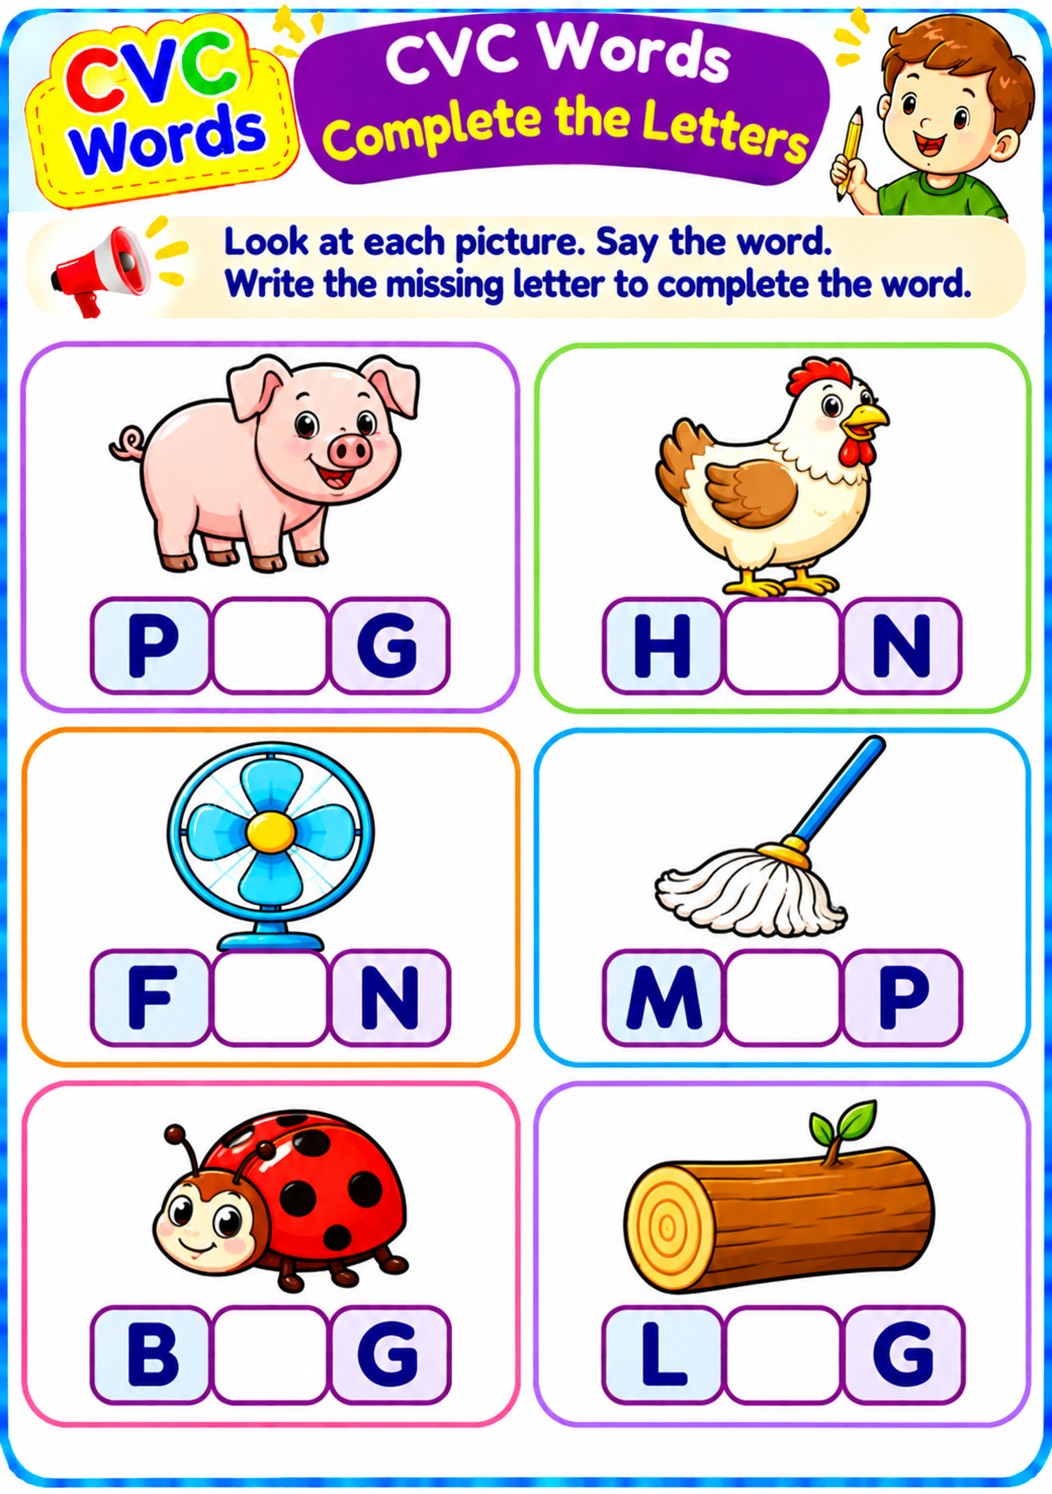 CVC
Words
CVC Words
Complete the Letters
Look at each picture. Say the word.
Write the missing letter to complete the word.
P G
H N
F N
M P
B G
L G